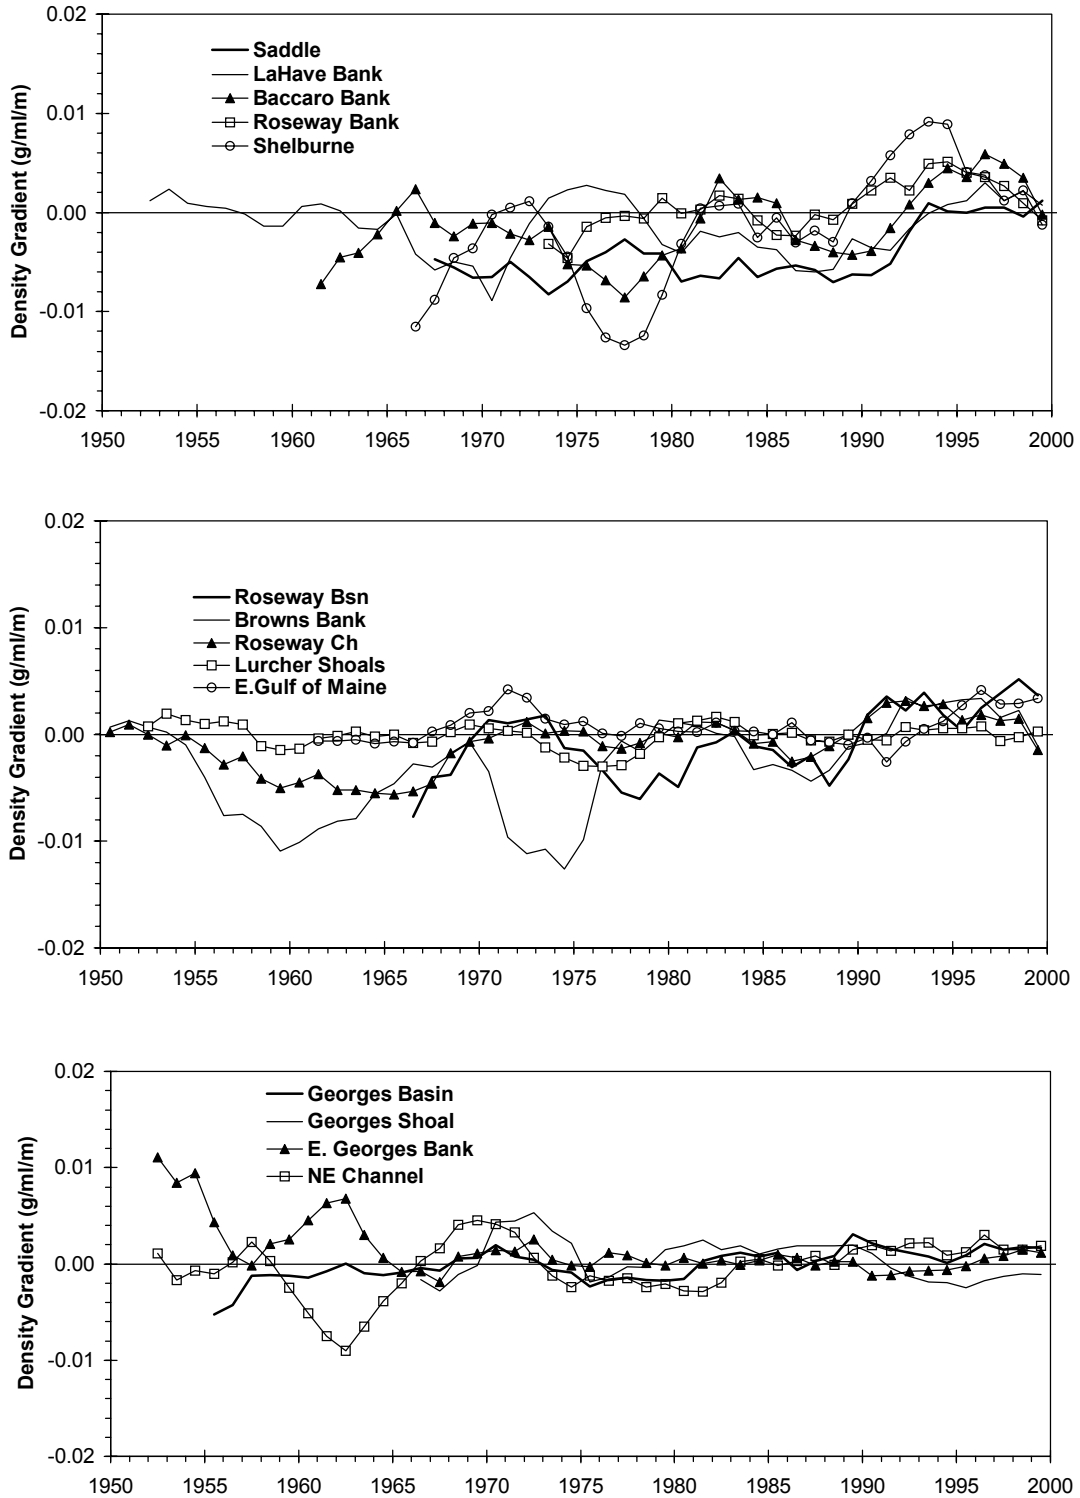 0.02
Saddle
LaHave Bank
Baccaro Bank
Roseway Bank
Shelburne
0.01
0.00
-0.01
-0.02
Density Gradient (g/ml/m)
1950 1955 1960 1965 1970 1975 1980 1985 1990 1995 2000
0.02
Roseway Bsn
Browns Bank
Roseway Ch
Lurcher Shoals
E.Gulf of Maine
0.01
0.00
-0.01
-0.02
Density Gradient (g/ml/m)
1950 1955 1960 1965 1970 1975 1980 1985 1990 1995 2000
0.02
Georges Basin
Georges Shoal
E. Georges Bank
NE Channel
0.01
0.00
-0.01
-0.02
Density Gradient (g/ml/m)
1950 1955 1960 1965 1970 1975 1980 1985 1990 1995 2000